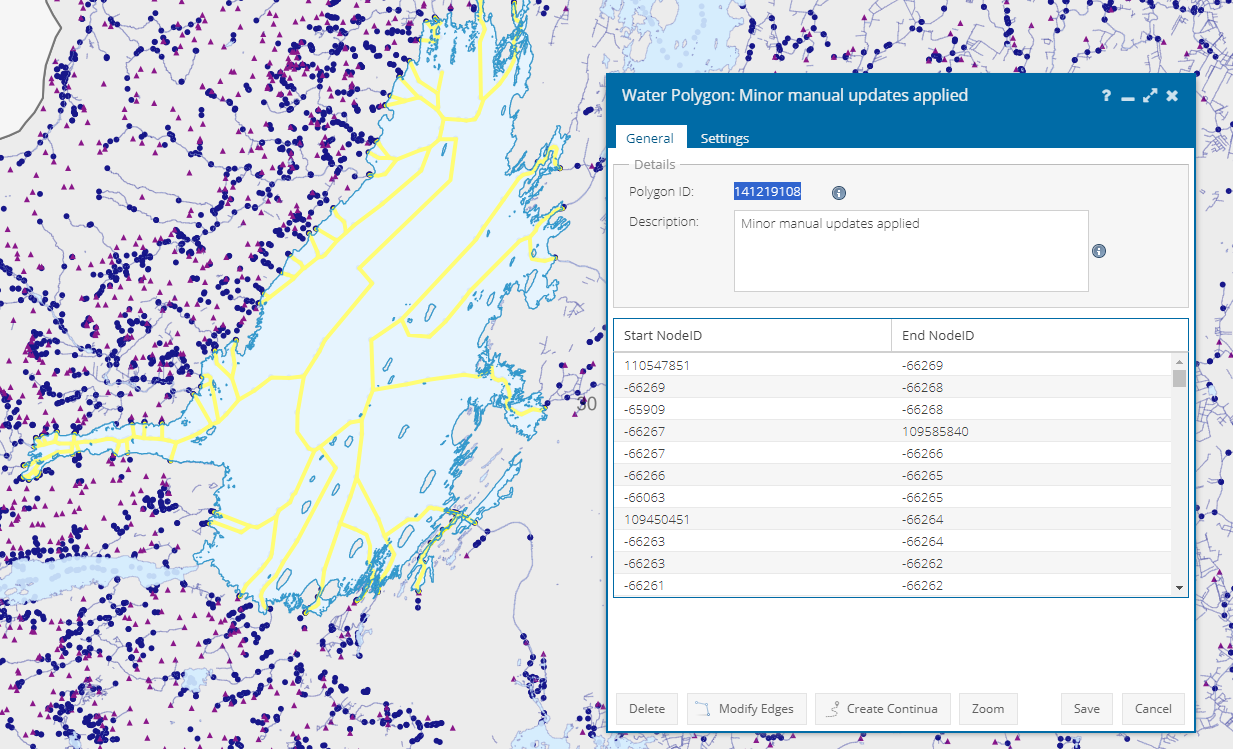 Water Polygon: Minor manual updates applied
General Settings
Details
Polygon ID: 141219108
Description: Minor manual updates applied
Start NodeID End NodeID
110547851 -66269
-66269 -66268
-65909 -66268
-66267 109585840
-66267 -66266
-66266 -66265
-66063 -66265
109450451 -66264
-66263 -66264
-66263 -66262
-66261 -66262
Delete Modify Edges Create Continua Zoom Save Cancel